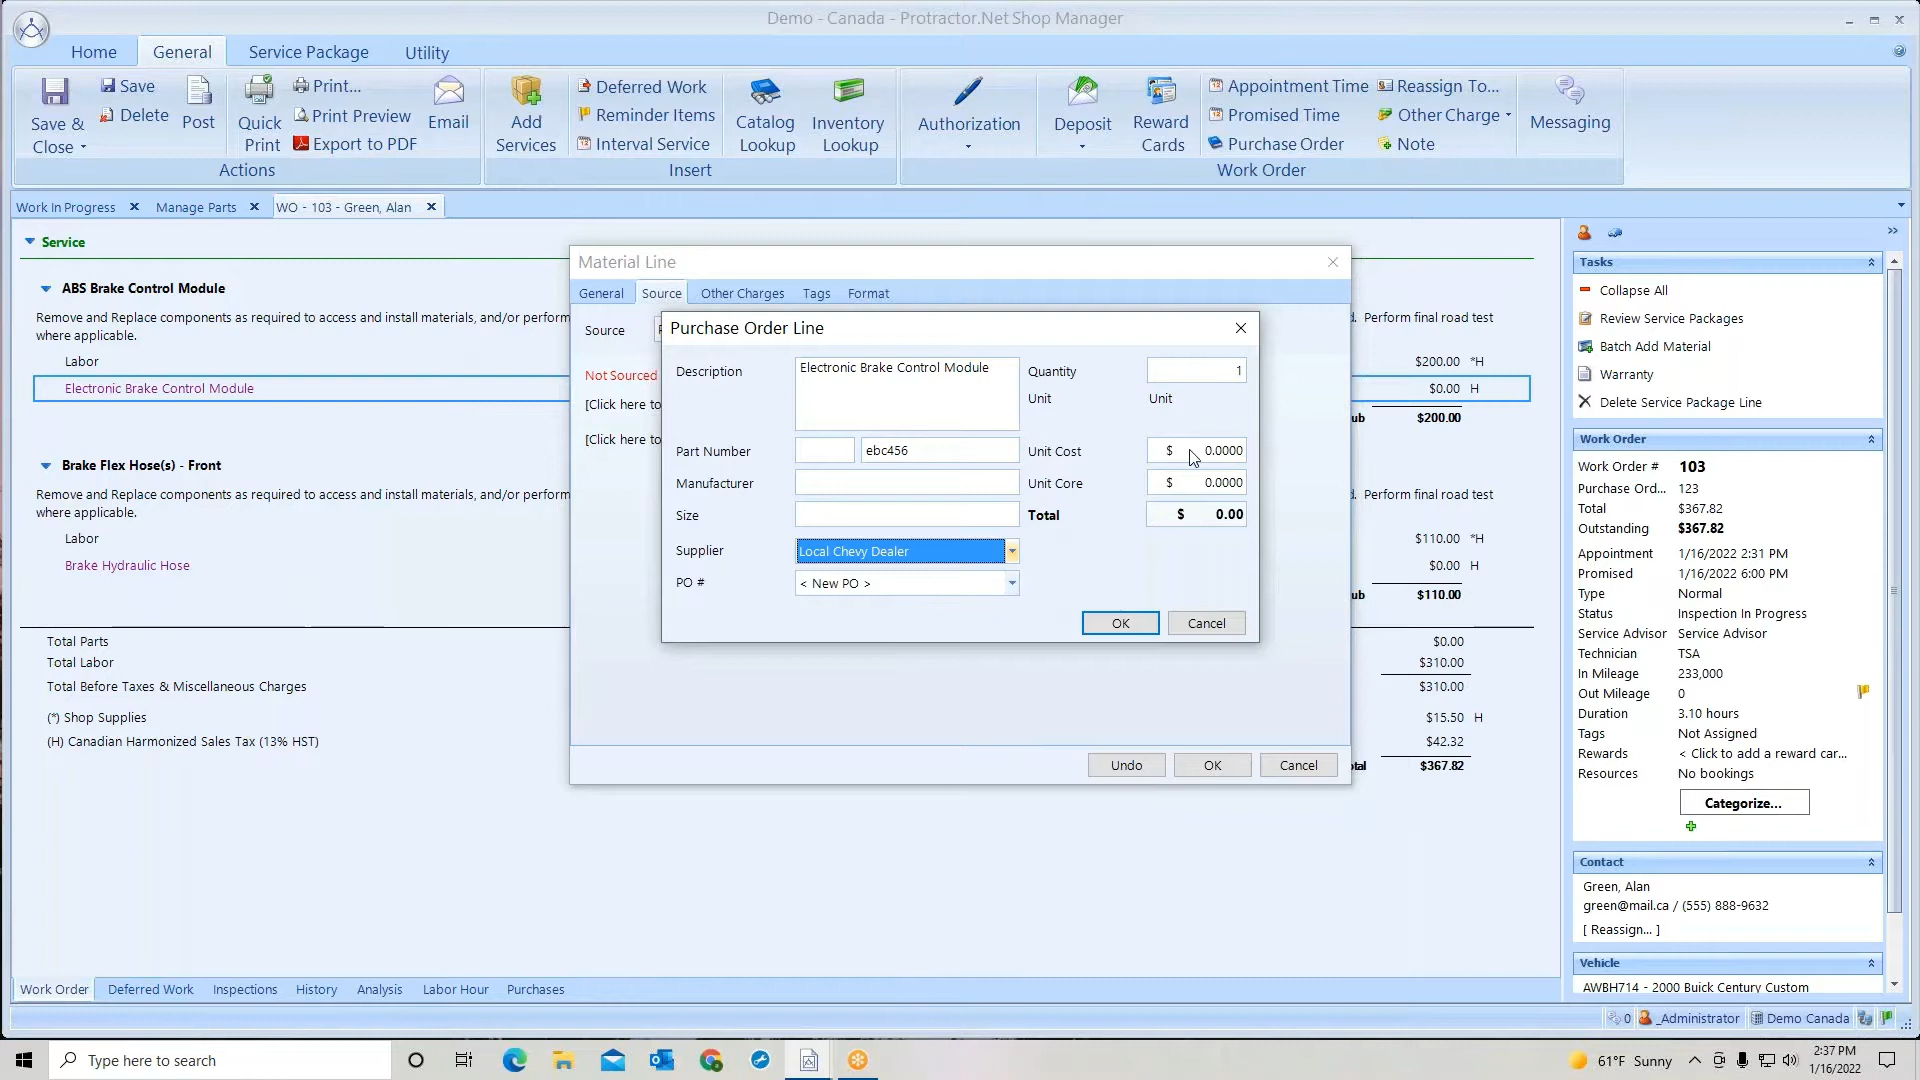 Demo - Canada - Protractor.Net Shop Manager
Home
General
Service Package
Utility
Save & Close
Save
Delete
Post
Quick Print
Print...
Print Preview
Export to PDF
Email
Actions
Add Services
Deferred Work
Reminder Items
Interval Service
Catalog Lookup
Inventory Lookup
Insert
Authorization
Deposit
Reward Cards
Appointment Time
Promised Time
Purchase Order
Reassign To...
Other Charge
Note
Work Order
Messaging
Work In Progress
Manage Parts
WO - 103 - Green, Alan
Service
ABS Brake Control Module
Remove and Replace components as required to access and install materials, and/or perform
where applicable.
d. Perform final road test
Labor
$200.00 *H
Electronic Brake Control Module
$0.00 H
ub $200.00
Brake Flex Hose(s) - Front
Remove and Replace components as required to access and install materials, and/or perform
where applicable.
d. Perform final road test
Labor
$110.00 *H
Brake Hydraulic Hose
$0.00 H
ub $110.00
Total Parts
$0.00
Total Labor
$310.00
Total Before Taxes & Miscellaneous Charges
$310.00
(*) Shop Supplies
$15.50 H
(H) Canadian Harmonized Sales Tax (13% HST)
$42.32
otal $367.82
Material Line
General
Source
Other Charges
Tags
Format
Source
Not Sourced
[Click here to
[Click here to
Undo
OK
Cancel
Purchase Order Line
Description
Electronic Brake Control Module
Quantity
1
Unit
Unit
Part Number
ebc456
Unit Cost
$ 0.0000
Manufacturer
Unit Core
$ 0.0000
Size
Total
$ 0.00
Supplier
Local Chevy Dealer
PO #
< New PO >
OK
Cancel
Tasks
Collapse All
Review Service Packages
Batch Add Material
Warranty
Delete Service Package Line
Work Order
Work Order # 103
Purchase Ord... 123
Total $367.82
Outstanding $367.82
Appointment 1/16/2022 2:31 PM
Promised 1/16/2022 6:00 PM
Type Normal
Status Inspection In Progress
Service Advisor Service Advisor
Technician TSA
In Mileage 233,000
Out Mileage 0
Duration 3.10 hours
Tags Not Assigned
Rewards < Click to add a reward car...
Resources No bookings
Categorize...
Contact
Green, Alan
green@mail.ca / (555) 888-9632
[ Reassign... ]
Vehicle
AWBH714 - 2000 Buick Century Custom
Work Order
Deferred Work
Inspections
History
Analysis
Labor Hour
Purchases
0
_Administrator
Demo Canada
Type here to search
61°F Sunny
2:37 PM
1/16/2022